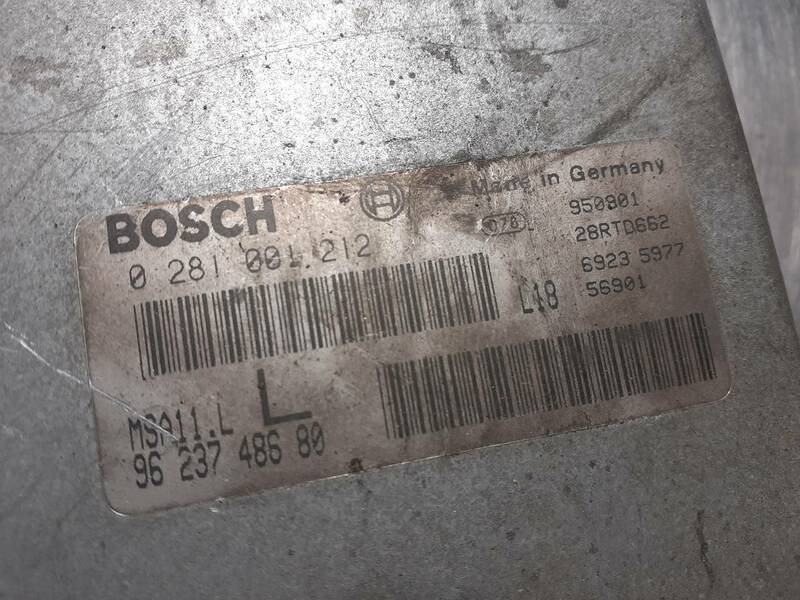 BOSCH
Made in Germany
0 281 001 212
078
950801
28RTD662
6923 5977
L18
56901
L
MSA11.L
96 237 486 80